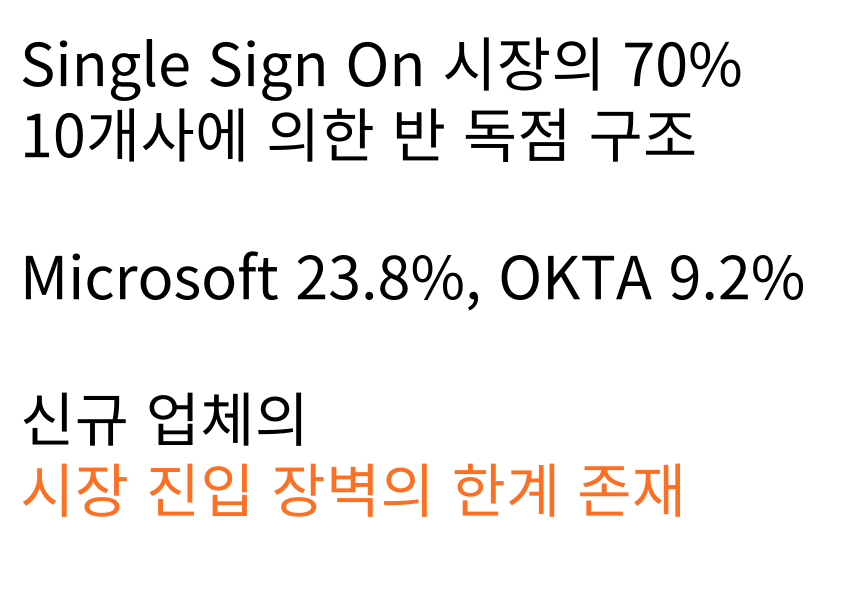 Single Sign On 시장의 70%
10개사에 의한 반 독점 구조
Microsoft 23.8%, OKTA 9.2%
신규 업체의
시장 진입 장벽의 한계 존재